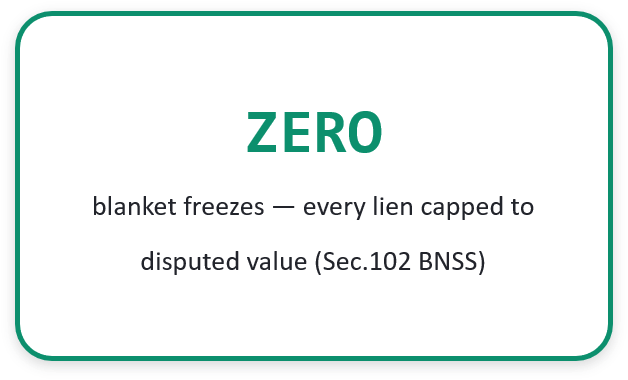 ZERO
blanket freezes — every lien capped to
disputed value (Sec.102 BNSS)